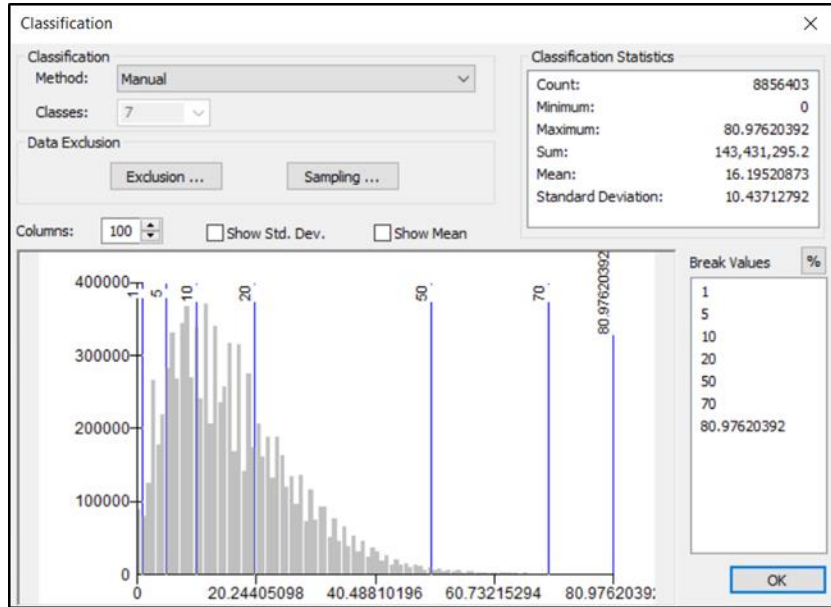 Classification
Classification
Method: Manual
Classes: 7
Data Exclusion
Exclusion ...
Sampling ...
Classification Statistics
Count: 8856403
Minimum: 0
Maximum: 80.97620392
Sum: 143,431,295.2
Mean: 16.19520873
Standard Deviation: 10.43712792
Columns: 100
Show Std. Dev.
Show Mean
Break Values
%
1
5
10
20
50
70
80.97620392
400000
300000
200000
100000
0
1
5
10
20
50
70
80.97620392
0
20.24405098
40.48810196
60.73215294
80.97620392
OK